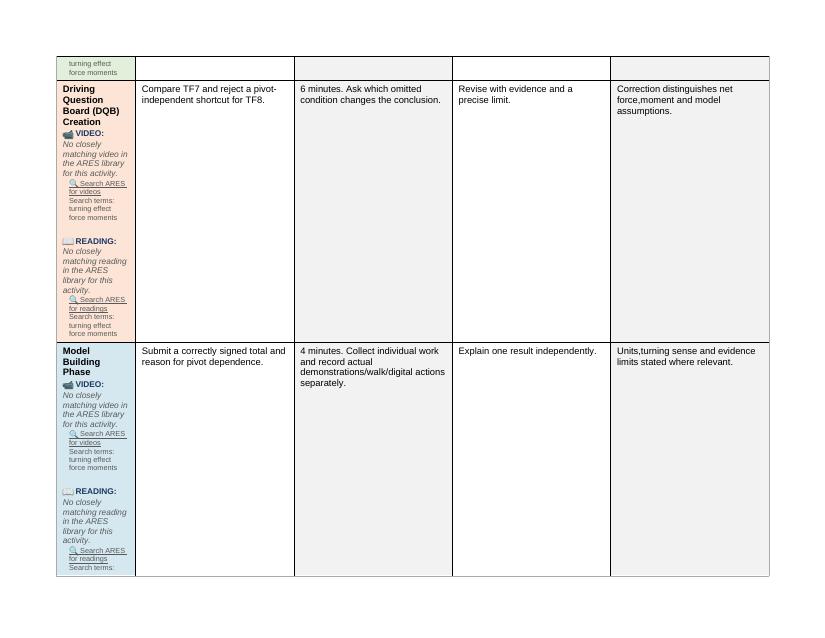 turning effect
force moments
Driving
Question
Board (DQB)
Creation
📹 VIDEO:
No closely
matching video in
the ARES library
for this activity.
🔍 Search ARES
for videos
Search terms:
turning effect
force moments
📖 READING:
No closely
matching reading
in the ARES
library for this
activity.
🔍 Search ARES
for readings
Search terms:
turning effect
force moments
Compare TF7 and reject a pivot-
independent shortcut for TF8.
6 minutes. Ask which omitted
condition changes the conclusion.
Revise with evidence and a
precise limit.
Correction distinguishes net
force,moment and model
assumptions.
Model
Building
Phase
📹 VIDEO:
No closely
matching video in
the ARES library
for this activity.
🔍 Search ARES
for videos
Search terms:
turning effect
force moments
📖 READING:
No closely
matching reading
in the ARES
library for this
activity.
🔍 Search ARES
for readings
Search terms:
Submit a correctly signed total and
reason for pivot dependence.
4 minutes. Collect individual work
and record actual
demonstrations/walk/digital actions
separately.
Explain one result independently.
Units,turning sense and evidence
limits stated where relevant.